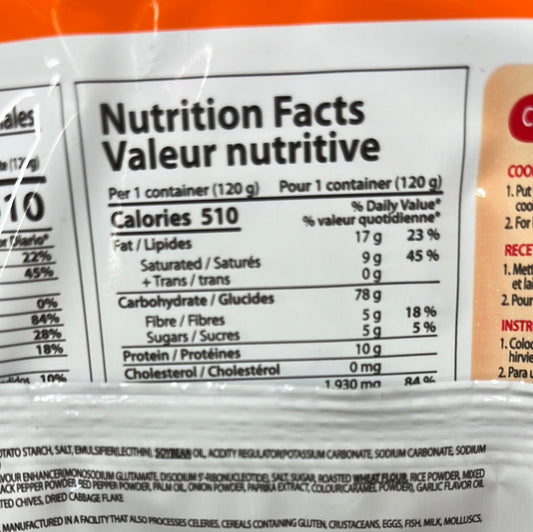 ales
10
22%
45%
0%
84%
28%
18%
10%
Nutrition Facts
Valeur nutritive
Per 1 container (120 g) Pour 1 container (120 g)
Calories 510
% Daily Value*
% valeur quotidienne*
Fat / Lipides 17 g 23 %
Saturated / Saturés 9 g 45 %
+ Trans / trans 0 g
Carbohydrate / Glucides 78 g
Fibre / Fibres 5 g 18 %
Sugars / Sucres 5 g 5 %
Protein / Protéines 10 g
Cholesterol / Cholestérol 0 mg
1 930 mg 84 %
C
COO
1. Put
coo
2. For
RECE
1. Mett
et lai
2. Pour
INSTR
1. Coloc
hirvie
2. Para u
OTATO STARCH, SALT, EMULSIFIER(LECITHIN), SOYBEAN OIL, ACIDITY REGULATOR(POTASSIUM CARBONATE, SODIUM CARBONATE, SODIUM
AVOUR ENHANCER(MONOSODIUM GLUTAMATE, DISODIUM 5'-RIBONUCLEOTIDE), SALT, SUGAR, ROASTED WHEAT FLOUR, RICE POWDER, MIXED
ACK PEPPER POWDER, RED PEPPER POWDER, PALM OIL, ONION POWDER, PAPRIKA EXTRACT, COLOUR(CARAMEL POWDER), GARLIC FLAVOR OIL
TED CHIVES, DRIED CABBAGE FLAKE
MANUFACTURED IN A FACILITY THAT ALSO PROCESSES CELERIES, CEREALS CONTAINING GLUTEN, CRUSTACEANS, EGGS, FISH, MILK, MOLLUSCS,